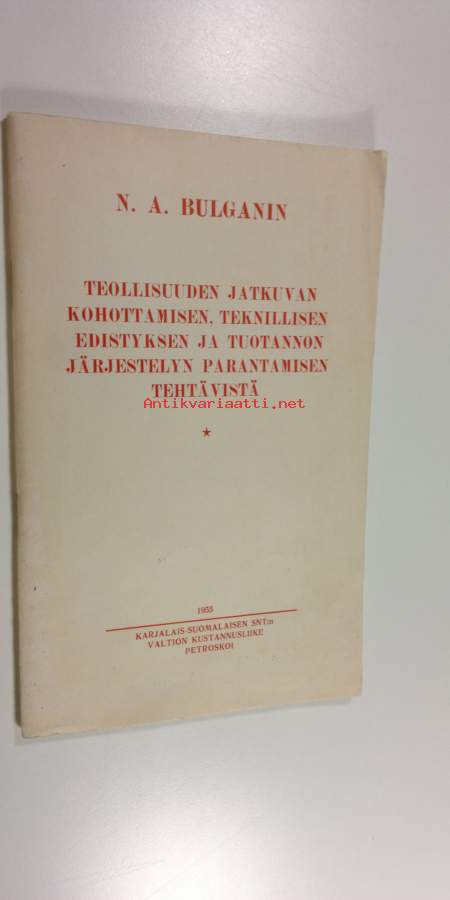 N. A. BULGANIN
TEOLLISUUDEN JATKUVAN
KOHOTTAMISEN, TEKNILLISEN
EDISTYKSEN JA TUOTANNON
JÄRJESTELYN PARANTAMISEN
TEHTÄVISTÄ
Antikvariaatti.net
1955
KARJALAIS-SUOMALAISEN SNT:n
VALTION KUSTANNUSLIIKE
PETROSKOI